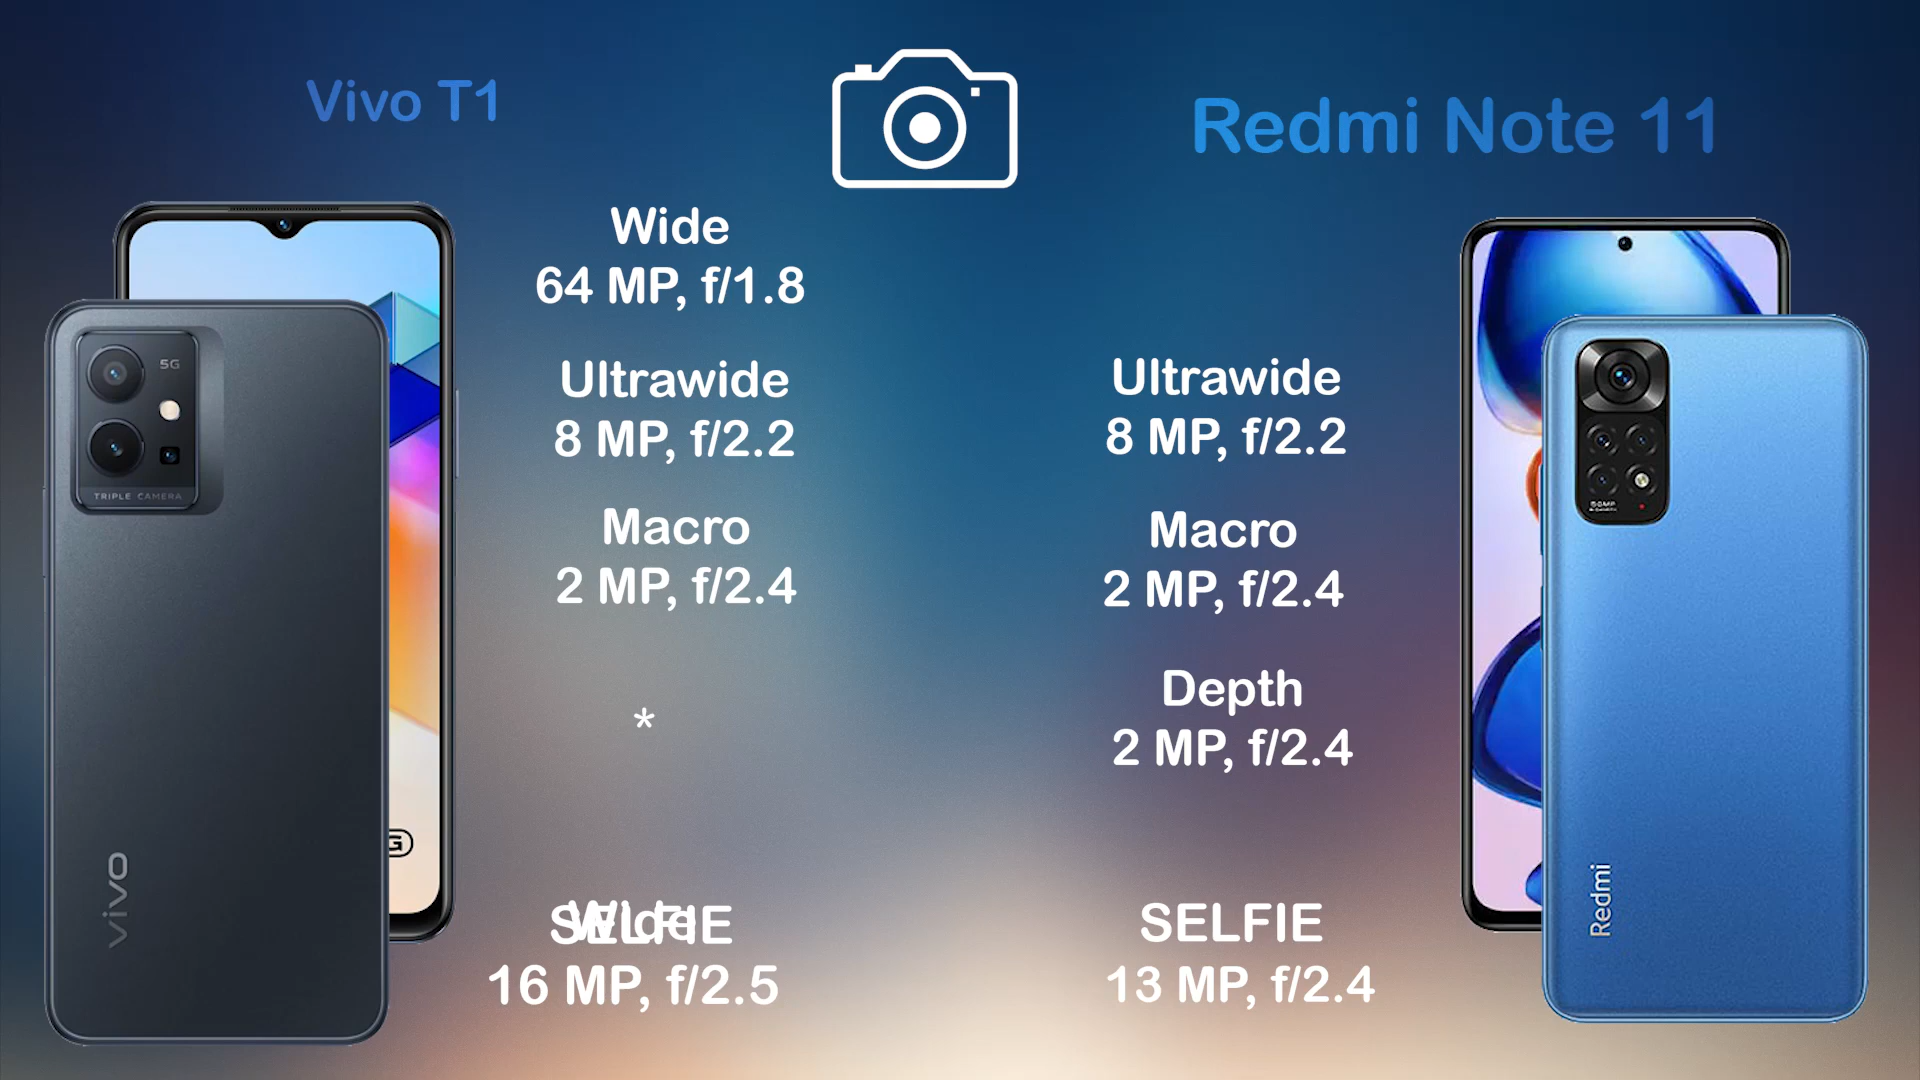 Vivo T1
Redmi Note 11
Wide
64 MP, f/1.8
Ultrawide
8 MP, f/2.2
Macro
2 MP, f/2.4
*
SELFIE
Wide
16 MP, f/2.5
Ultrawide
8 MP, f/2.2
Macro
2 MP, f/2.4
Depth
2 MP, f/2.4
SELFIE
13 MP, f/2.4
5G
TRIPLE CAMERA
vivo
G
50MP
Redmi